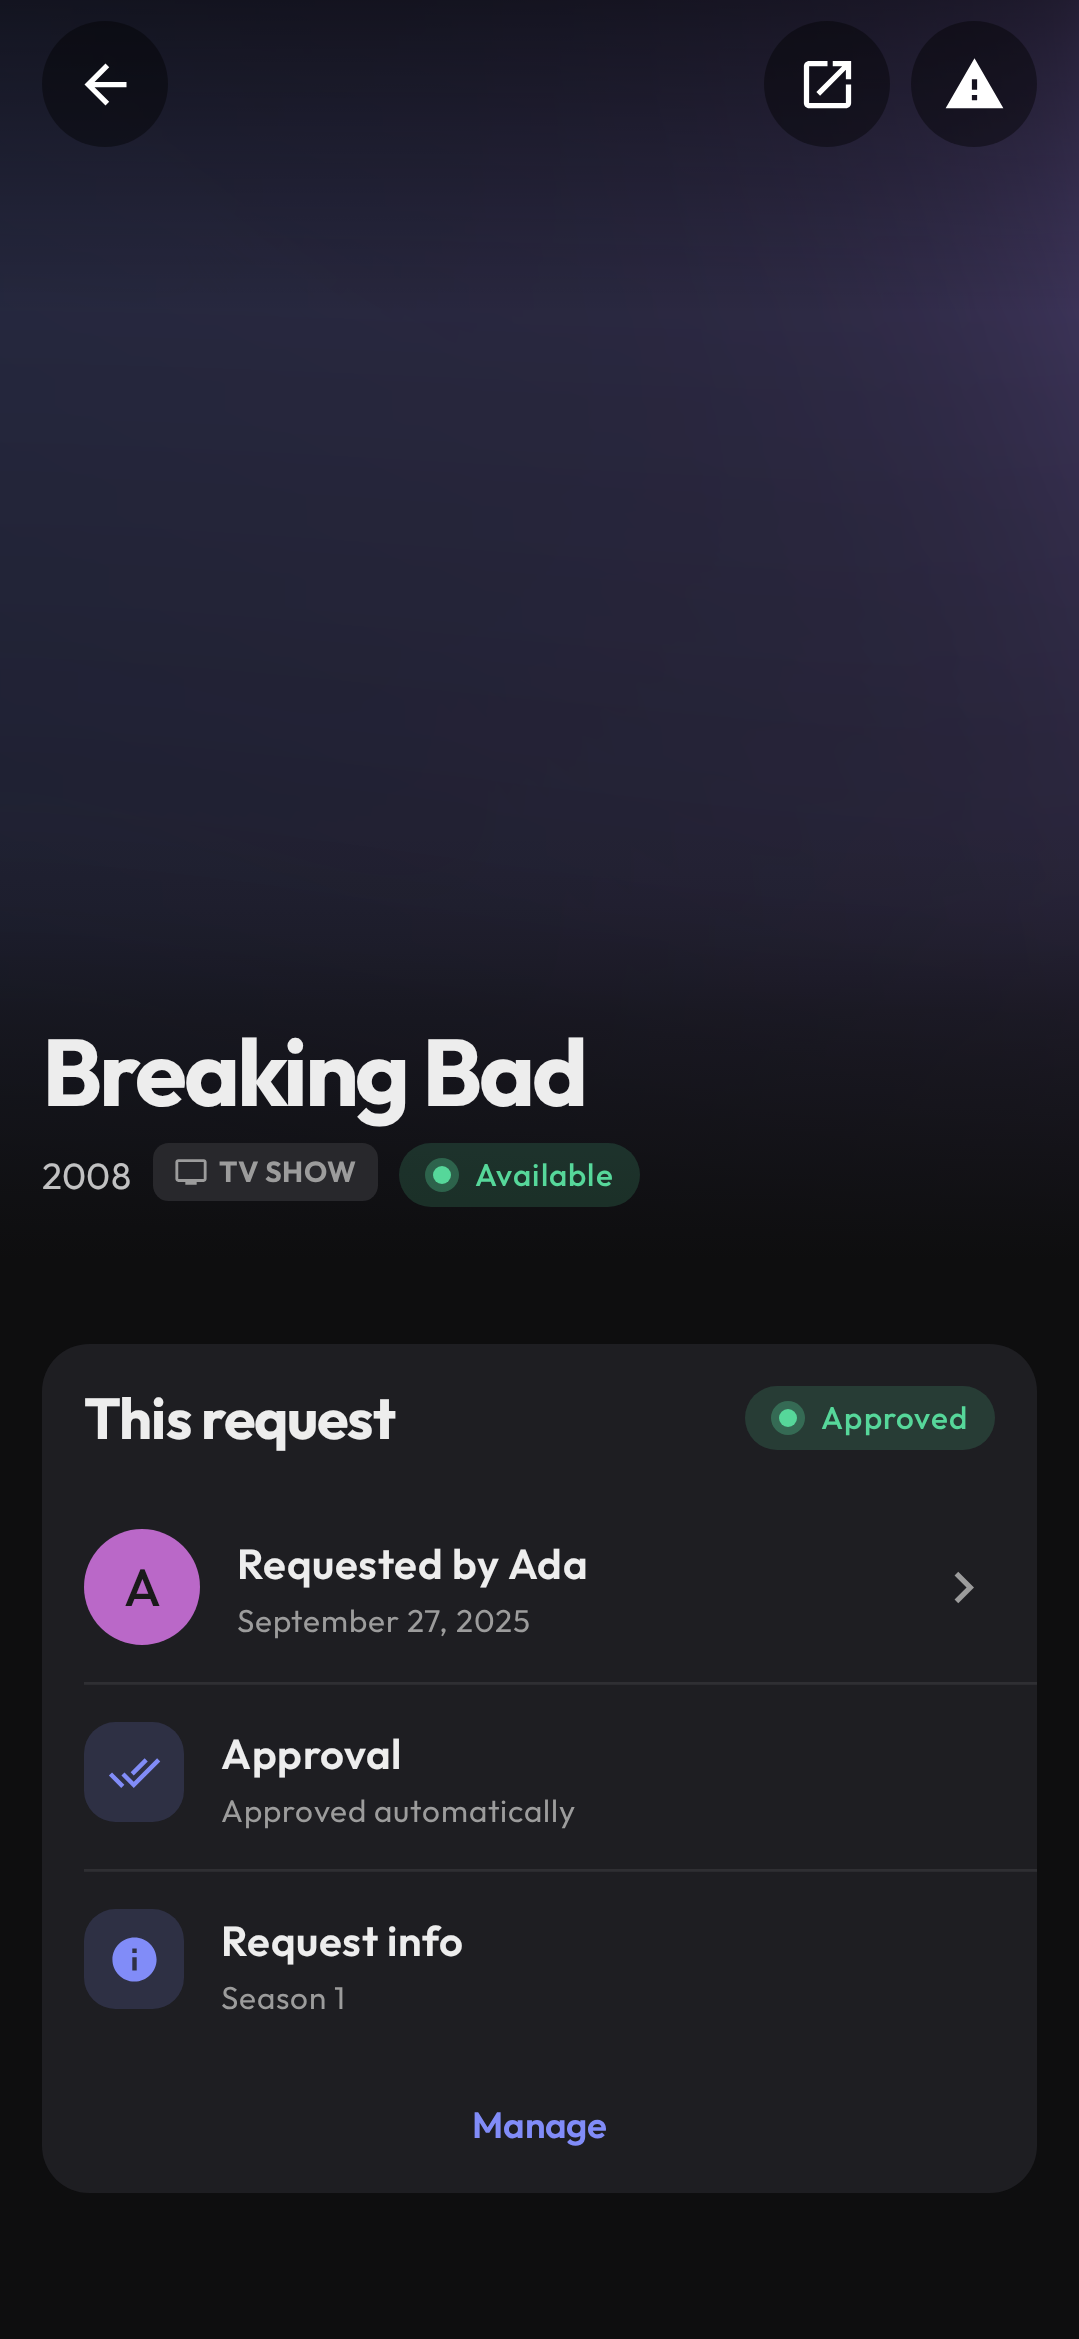 Breaking Bad
2008
TV SHOW
Available
This request
Approved
A
Requested by Ada
September 27, 2025
Approval
Approved automatically
Request info
Season 1
Manage